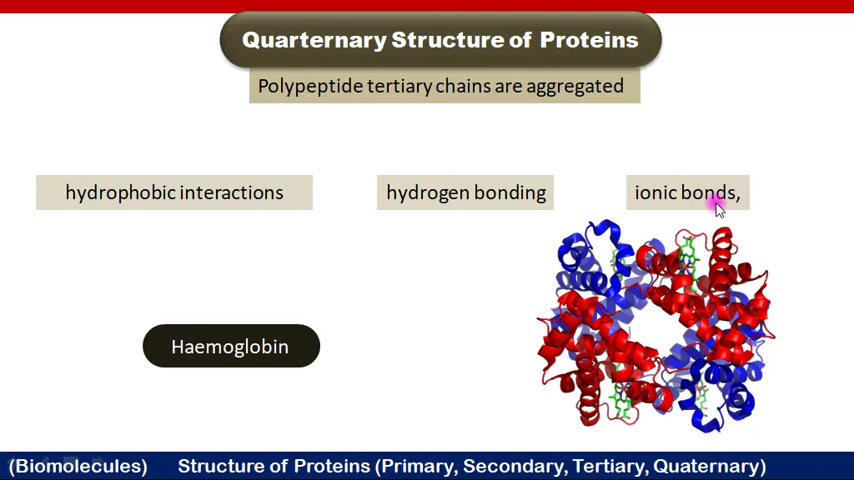 Quarternary Structure of Proteins
Polypeptide tertiary chains are aggregated
hydrophobic interactions
hydrogen bonding
ionic bonds,
Haemoglobin
(Biomolecules) Structure of Proteins (Primary, Secondary, Tertiary, Quaternary)